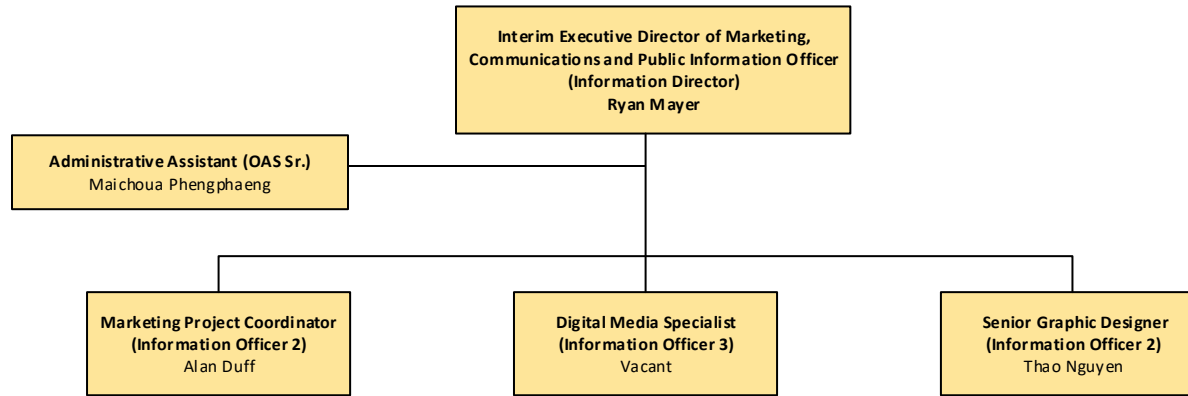 Interim Executive Director of Marketing,
Communications and Public Information Officer
(Information Director)
Ryan Mayer
Administrative Assistant (OAS Sr.)
Maichoua Phengphaeng
Marketing Project Coordinator
(Information Officer 2)
Alan Duff
Digital Media Specialist
(Information Officer 3)
Vacant
Senior Graphic Designer
(Information Officer 2)
Thao Nguyen